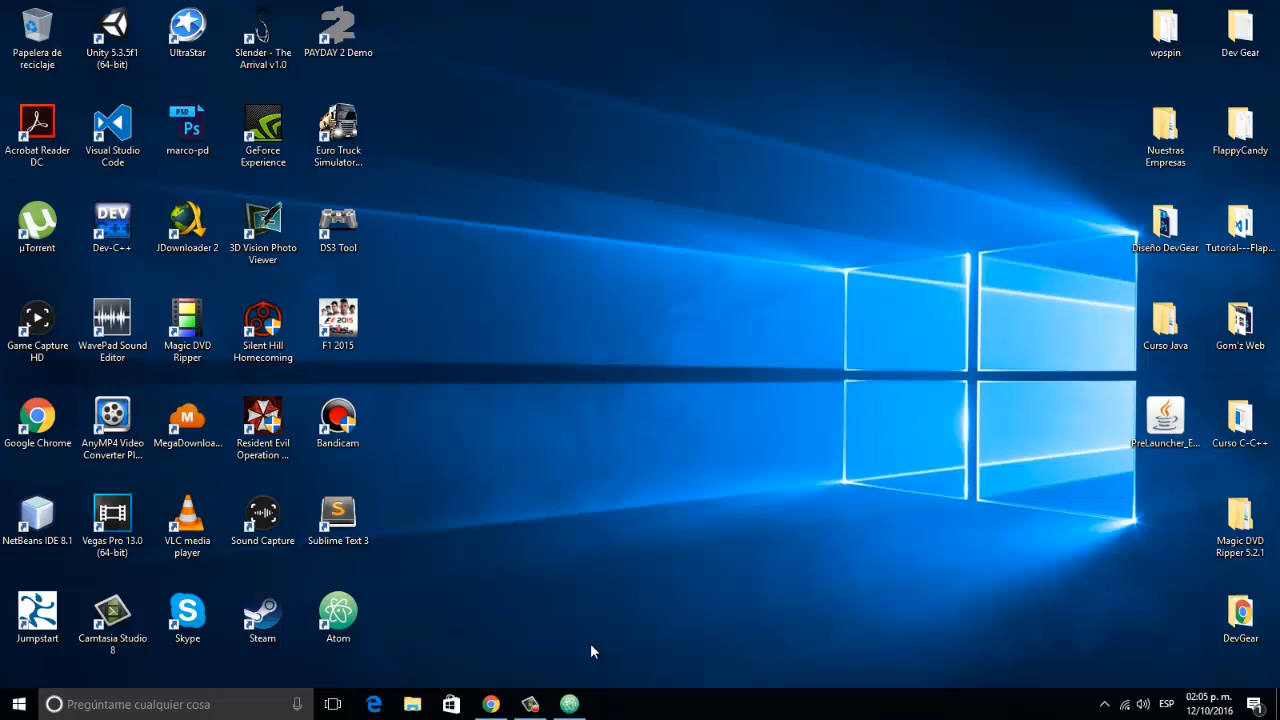 Papelera de
reciclaje
Unity 5.3.5f1
(64-bit)
UltraStar
Slender - The
Arrival v1.0
PAYDAY 2 Demo
wpspin
Dev Gear
Acrobat Reader
DC
Visual Studio
Code
PSD
Ps
marco-pd
GeForce
Experience
Euro Truck
Simulator...
Nuestras
Empresas
FlappyCandy
µTorrent
DEV
Dev-C++
JDownloader 2
3D Vision Photo
Viewer
DS3 Tool
Diseño DevGear
Tutorial---Flap...
Game Capture
HD
WavePad Sound
Editor
Magic DVD
Ripper
Silent Hill
Homecoming
F1 2015
F1 2015
Curso Java
Gom´z Web
Google Chrome
AnyMP4 Video
Converter Pl...
MegaDownloa...
Resident Evil
Operation ...
Bandicam
PreLauncher_E...
Curso C-C++
NetBeans IDE 8.1
Vegas Pro 13.0
(64-bit)
VLC media
player
Sound Capture
Sublime Text 3
Magic DVD
Ripper 5.2.1
Jumpstart
Camtasia Studio
8
Skype
Steam
Atom
DevGear
Pregúntame cualquier cosa
ESP
02:05 p. m.
12/10/2016